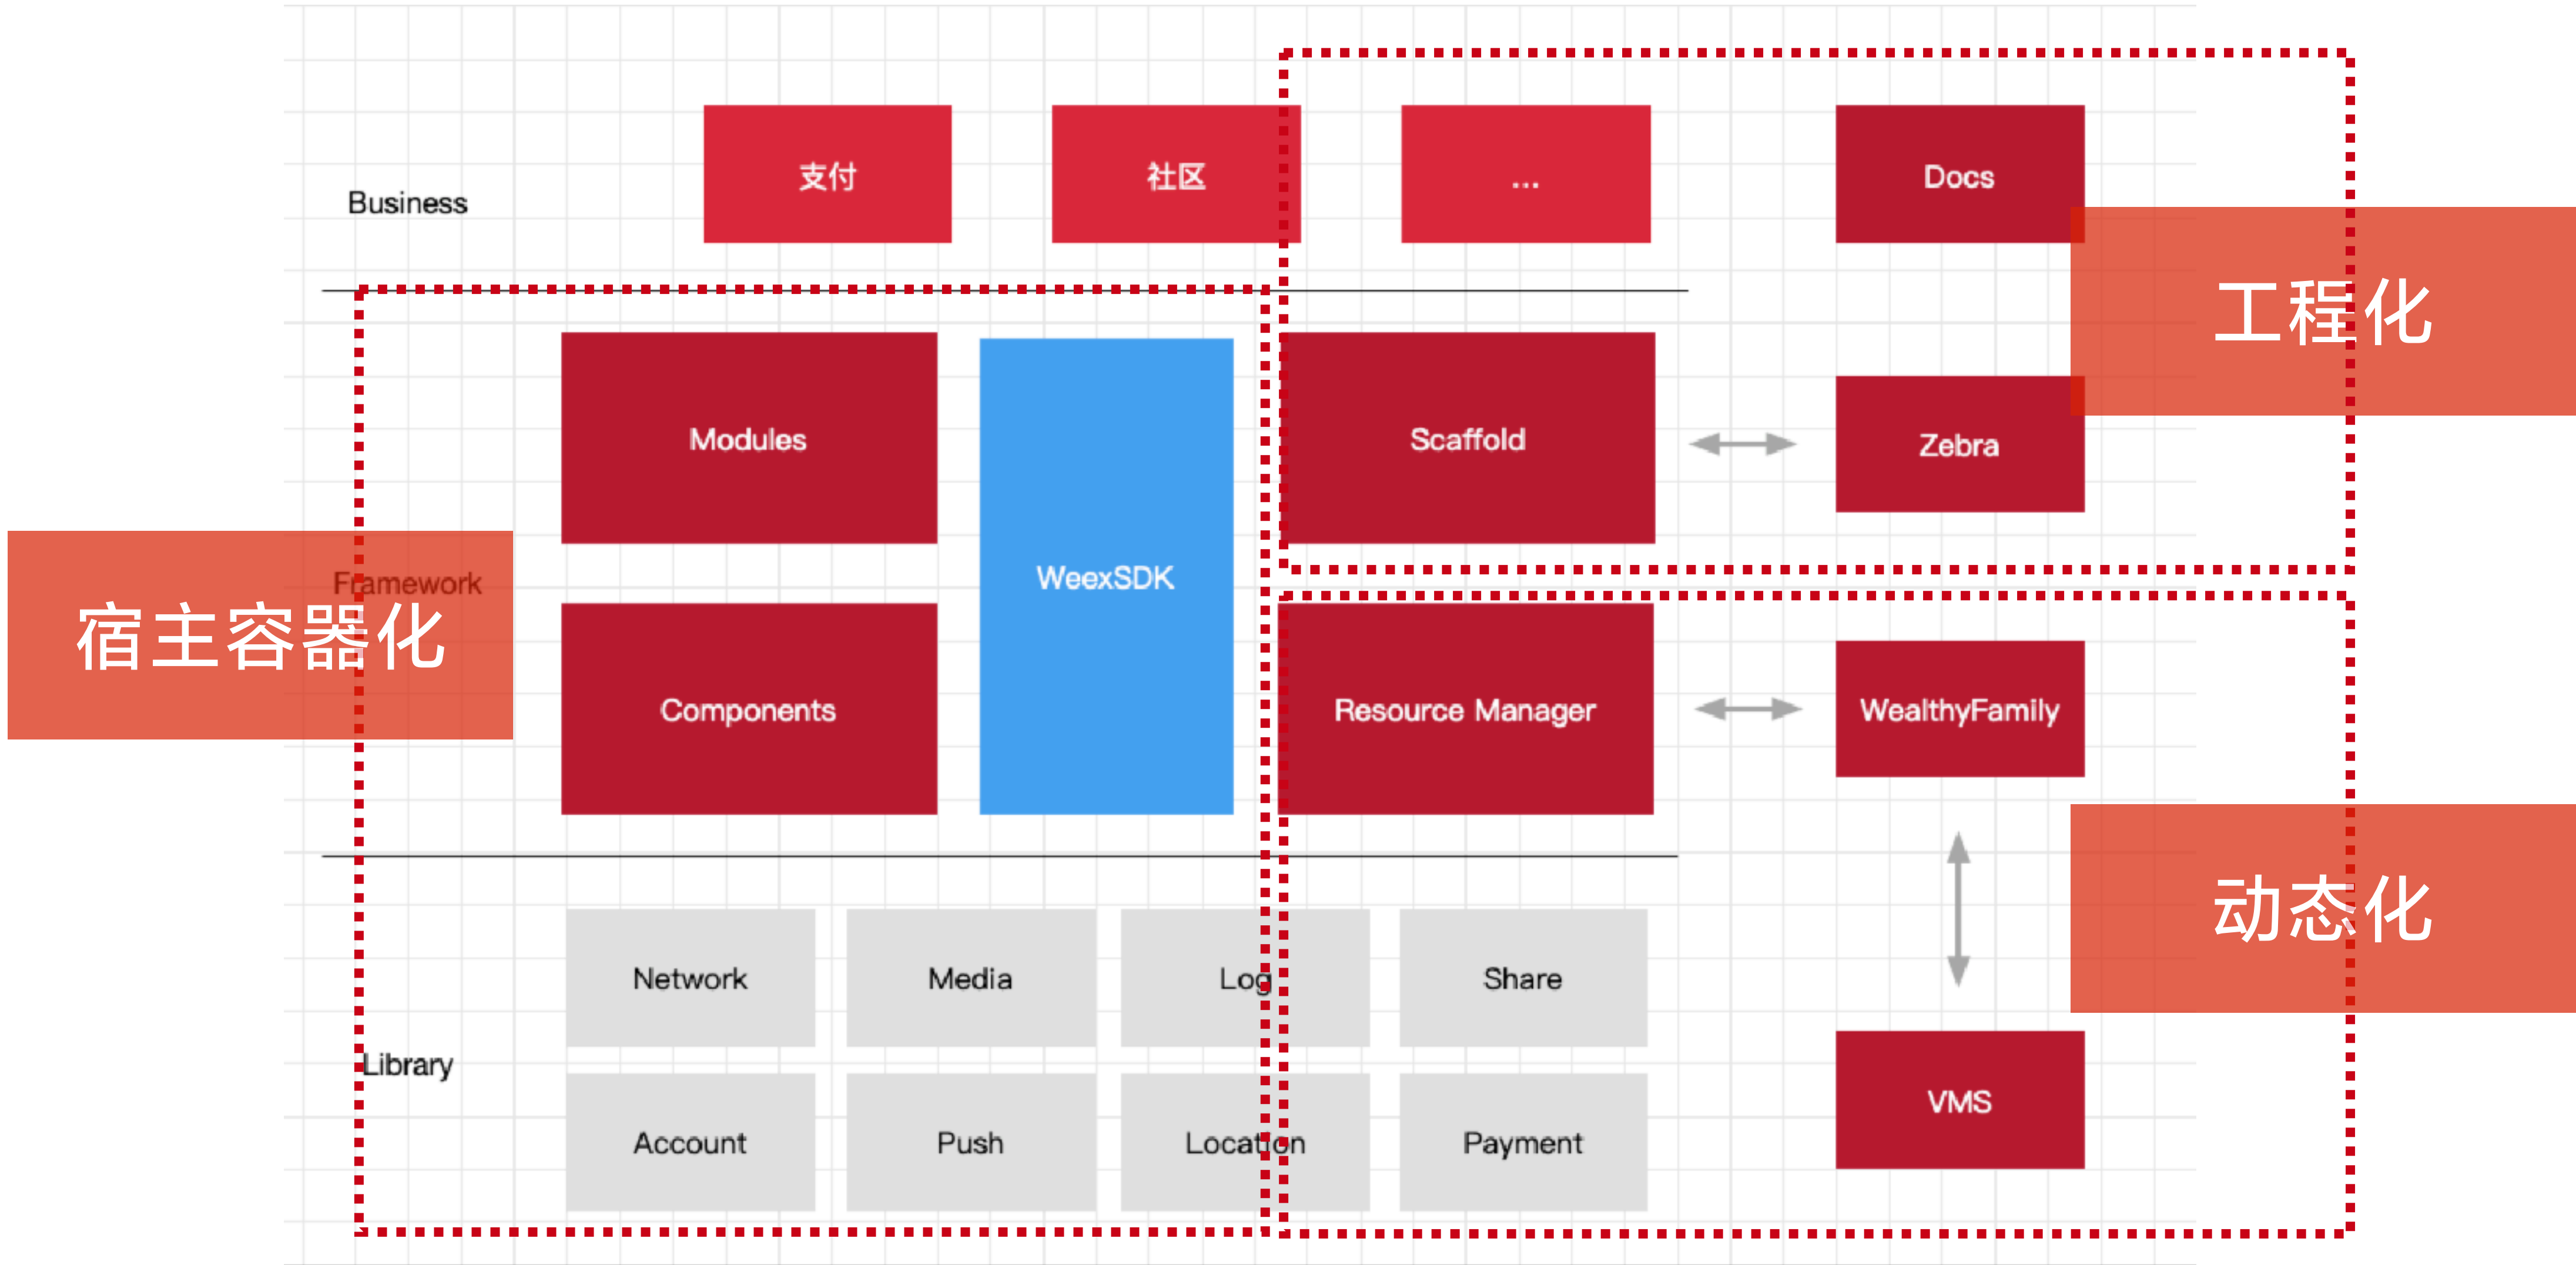 Business
支付
社区
...
Docs
工程化
Modules
WeexSDK
Scaffold
Zebra
Framework
宿主容器化
Components
Resource Manager
WealthyFamily
动态化
Library
Network
Media
Log
Share
Account
Push
Location
Payment
VMS